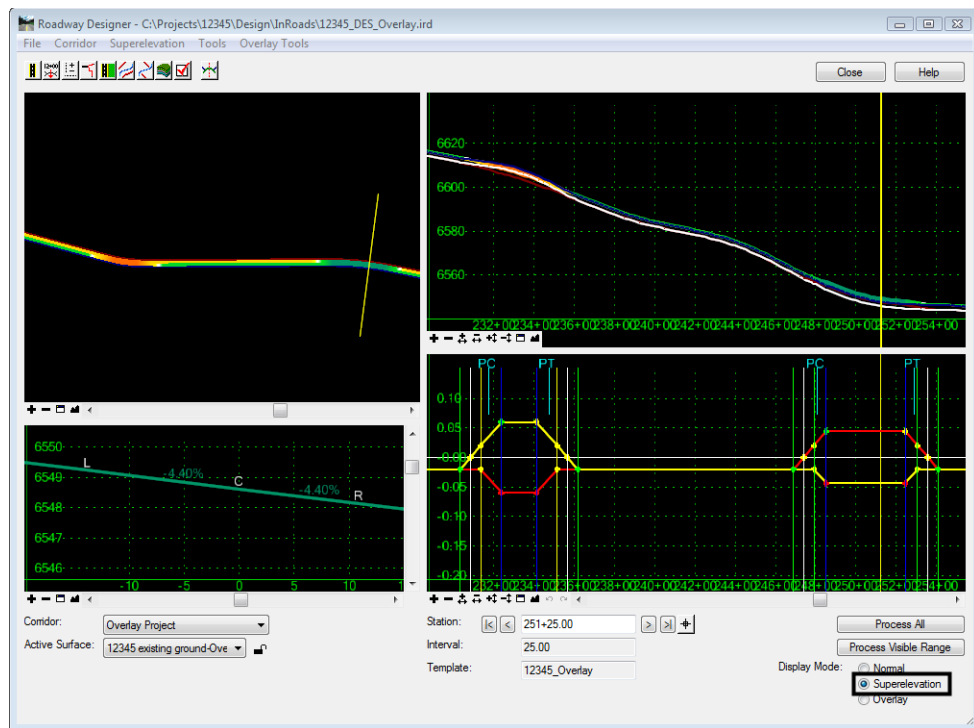 Roadway Designer - C:\Projects\12345\Design\InRoads\12345_DES_Overlay.ird
File Corridor Superelevation Tools Overlay Tools
Close Help
6620
6600
6580
6560
232+00 234+00 236+00 238+00 240+00 242+00 244+00 246+00 248+00 250+00 252+00 254+00
PC PT PC PT
0.10
0.05
-0.00
-0.05
-0.10
-0.15
-0.20
232+00 234+00 236+00 238+00 240+00 242+00 244+00 246+00 248+00 250+00 252+00 254+00
6550
6549
6548
6547
6546
L -4.40% C -4.40% R
-10 -5 0 5 10
Corridor: Overlay Project
Active Surface: 12345 existing ground-Ove
Station: 251+25.00
Interval: 25.00
Template: 12345_Overlay
Process All
Process Visible Range
Display Mode: Normal
Superelevation
Overlay